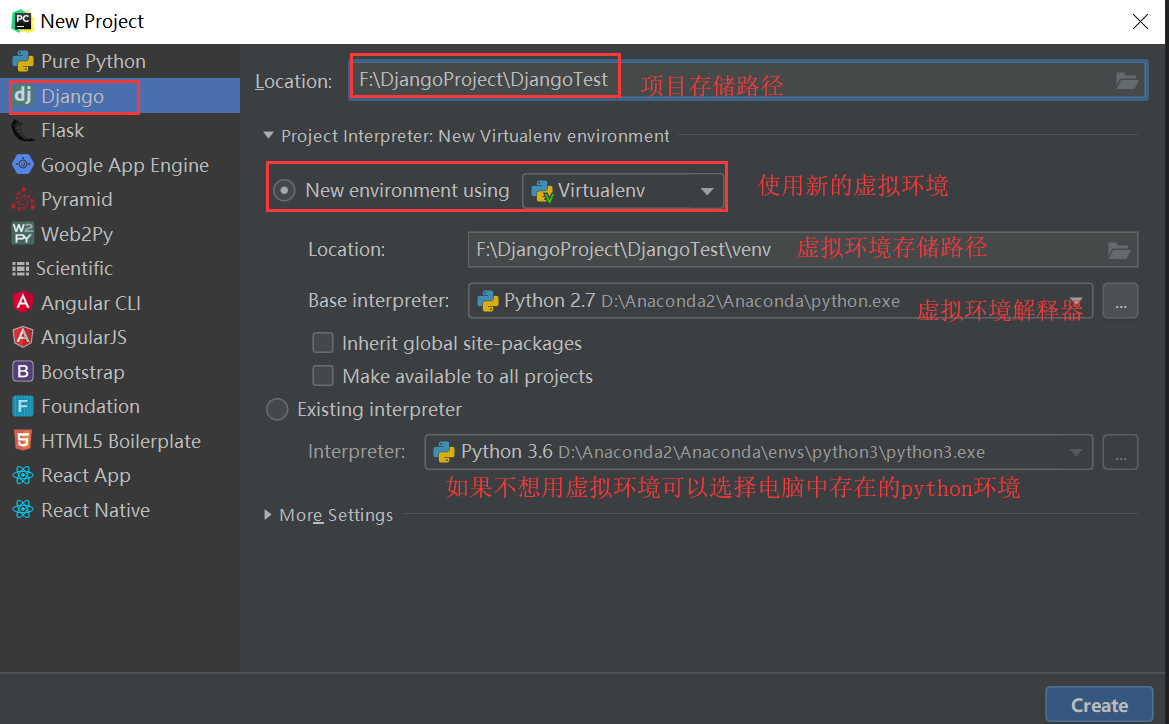 New Project
Pure Python
Django
Flask
Google App Engine
Pyramid
Web2Py
Scientific
Angular CLI
AngularJS
Bootstrap
Foundation
HTML5 Boilerplate
React App
React Native
Location: F:\DjangoProject\DjangoTest 项目存储路径
Project Interpreter: New Virtualenv environment
New environment using Virtualenv 使用新的虚拟环境
Location: F:\DjangoProject\DjangoTest\venv 虚拟环境存储路径
Base interpreter: Python 2.7 D:\Anaconda2\Anaconda\python.exe 虚拟环境解释器 ...
Inherit global site-packages
Make available to all projects
Existing interpreter
Interpreter: Python 3.6 D:\Anaconda2\Anaconda\envs\python3\python3.exe ...
如果不想用虚拟环境可以选择电脑中存在的python环境
More Settings
Create